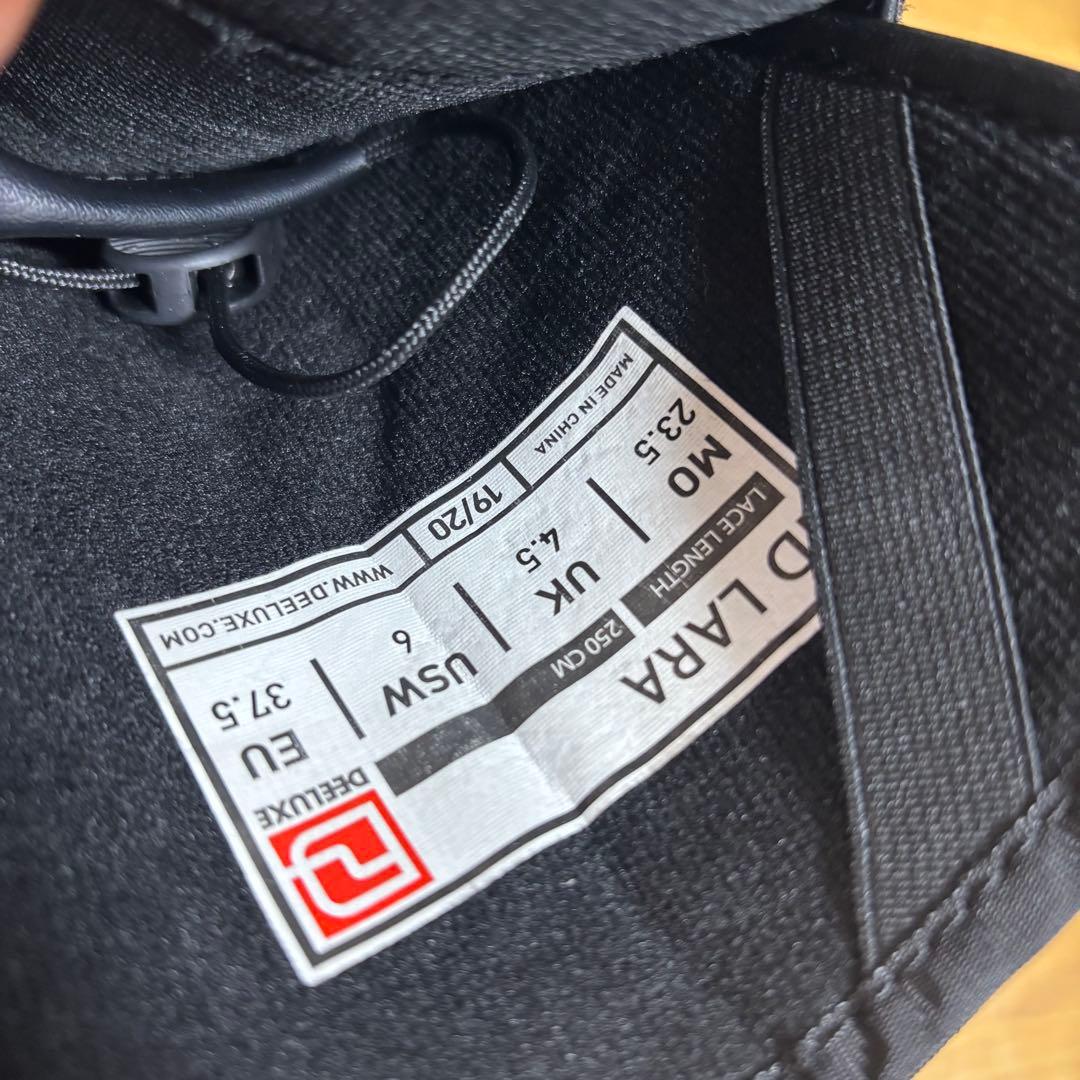 D LARA
DEELUXE
LACE LENGTH 250 CM
MO UK USW EU
23.5 4.5 6 37.5
MADE IN CHINA 19/20 WWW.DEELUXE.COM